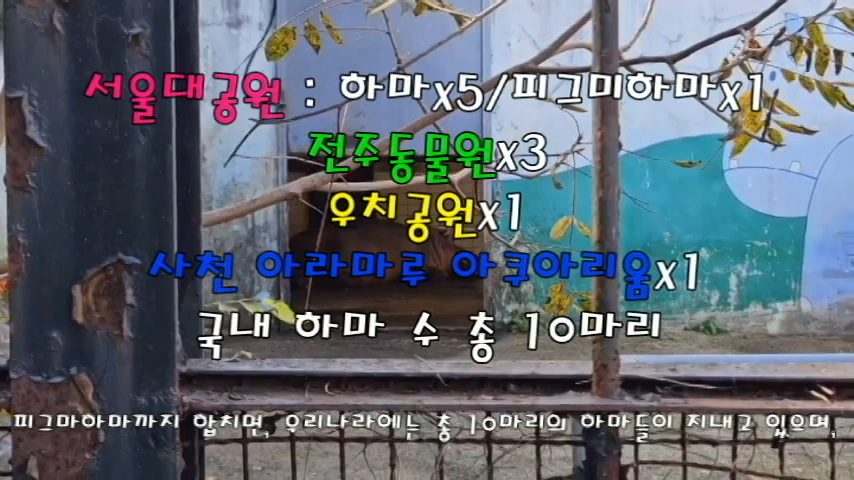 서울대공원 : 하마x5/피그미하마x1
전주동물원x3
우치공원x1
사천 아라마루 아쿠아리움x1
국내 하마 수 총 10마리
피그마하마까지 합치면, 우리나라에는 총 10마리의 하마들이 지내고 있으며,